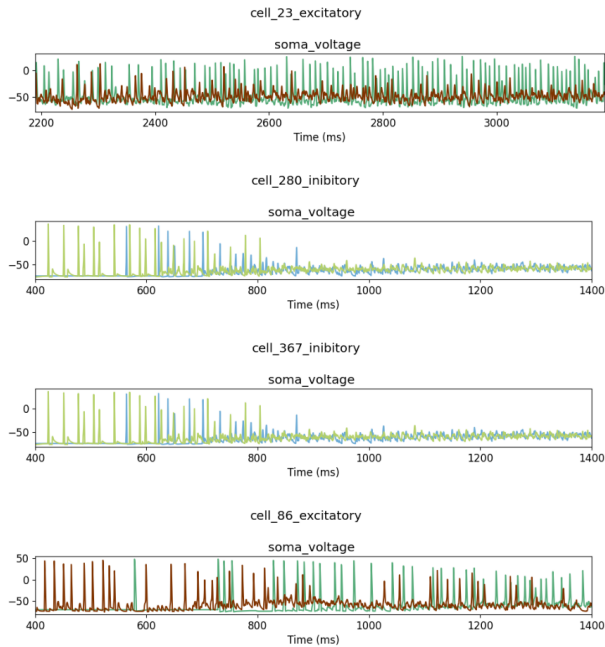 cell_23_excitatory
soma_voltage
0
−50
2200 2400 2600 2800 3000
Time (ms)
cell_280_inibitory
soma_voltage
0
−50
400 600 800 1000 1200 1400
Time (ms)
cell_367_inibitory
soma_voltage
0
−50
400 600 800 1000 1200 1400
Time (ms)
cell_86_excitatory
soma_voltage
50
0
−50
400 600 800 1000 1200 1400
Time (ms)